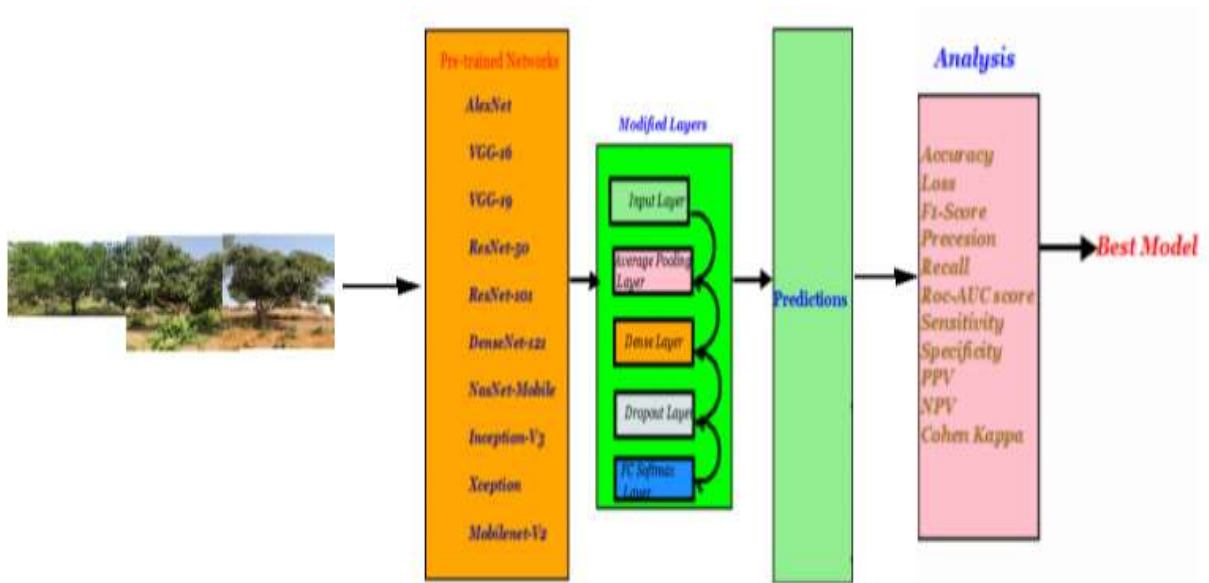 Pre-trained Networks
AlexNet
VGG-16
VGG-19
ResNet-50
ResNet-101
DenseNet-121
NasNet-Mobile
Inception-V3
Xception
Mobilenet-V2
Modified Layers
Input Layer
Average Pooling
Layer
Dense Layer
Dropout Layer
FC Softmax
Layer
Predictions
Analysis
Accuracy
Loss
F1-Score
Precesion
Recall
Roc-AUC score
Sensitivity
Specificity
PPV
NPV
Cohen Kappa
Best Model